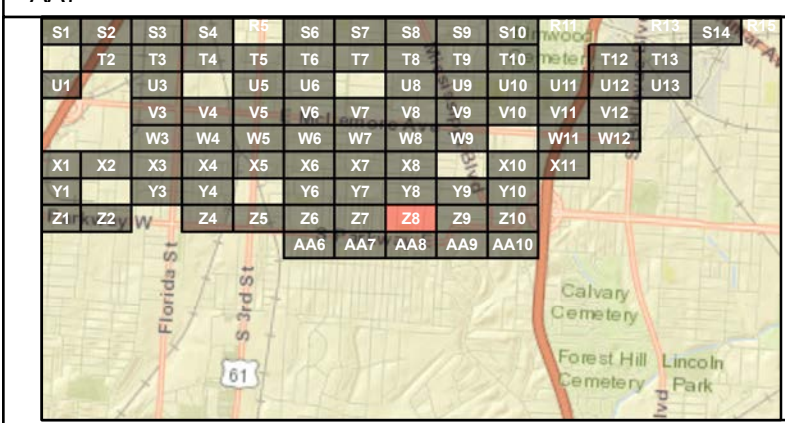 R5 R11 R13 R15
S1 S2 S3 S4 S6 S7 S8 S9 S10 S14
T2 T3 T4 T5 T6 T7 T8 T9 T10 T12 T13
U1 U3 U5 U6 U8 U9 U10 U11 U12 U13
V3 V4 V5 V6 V7 V8 V9 V10 V11 V12
E McLemore Ave
W3 W4 W5 W6 W7 W8 W9 W11 W12
X1 X2 X3 X4 X5 X6 X7 X8 X10 X11
Y1 Y3 Y4 Y6 Y7 Y8 Y9 Y10
Z1 Z2 Z4 Z5 Z6 Z7 Z8 Z9 Z10
Parkway W
AA6 AA7 AA8 AA9 AA10
Florida St
S 3rd St
61
Calvary
Cemetery
Forest Hill
Cemetery
Lincoln
Park